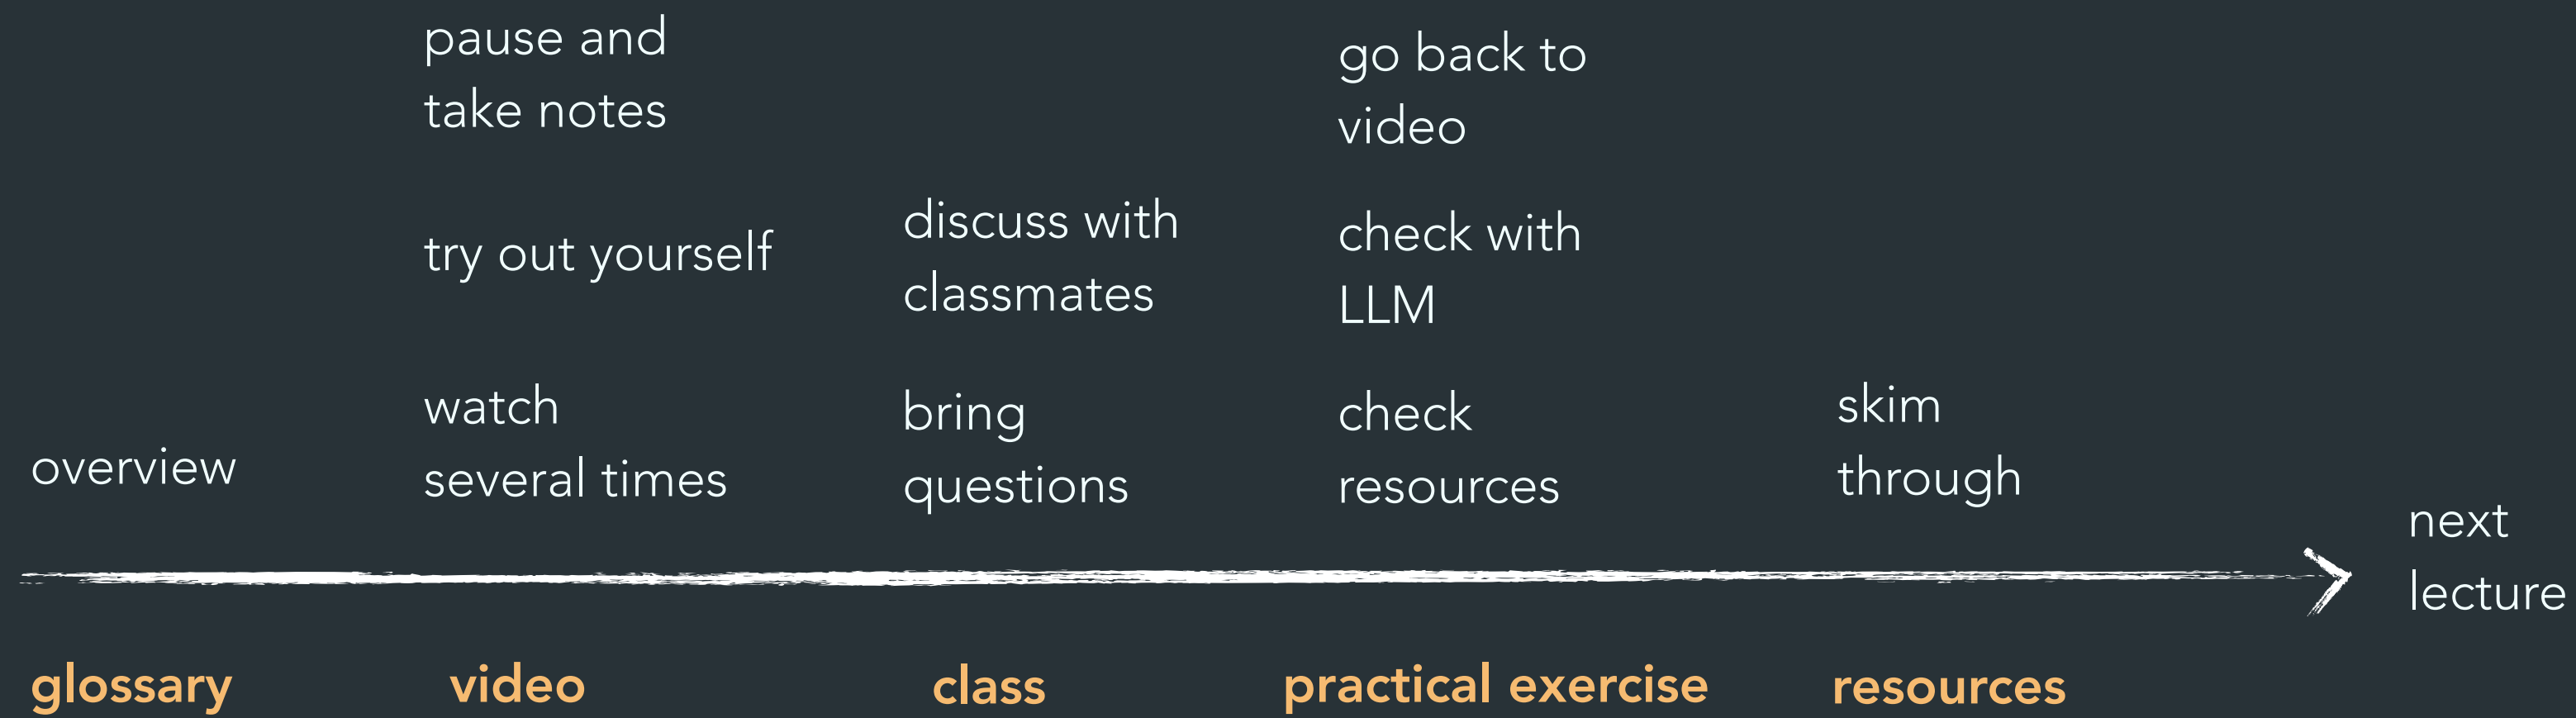 overview
glossary
pause and
take notes
try out yourself
watch
several times
video
discuss with
classmates
bring
questions
class
go back to
video
check with
LLM
check
resources
practical exercise
skim
through
resources
next
lecture